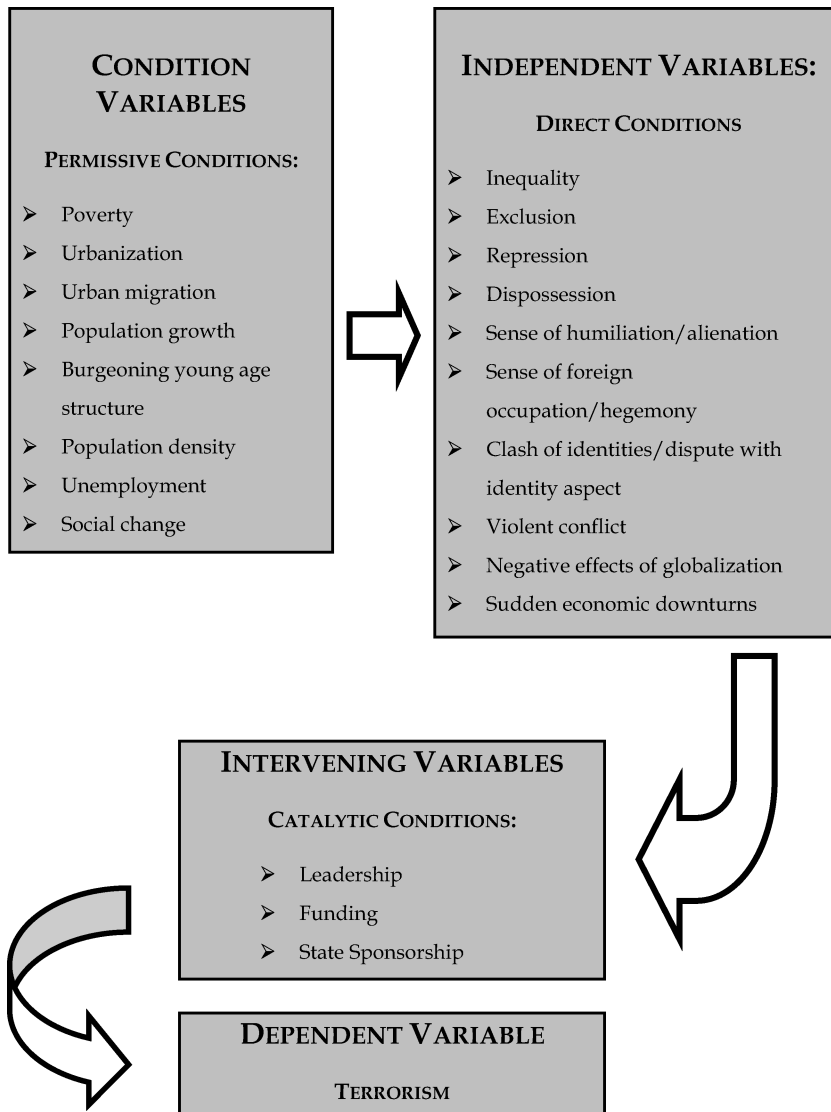 CONDITION
VARIABLES
PERMISSIVE CONDITIONS:
➢ Poverty
➢ Urbanization
➢ Urban migration
➢ Population growth
➢ Burgeoning young age
structure
➢ Population density
➢ Unemployment
➢ Social change
INDEPENDENT VARIABLES:
DIRECT CONDITIONS
➢ Inequality
➢ Exclusion
➢ Repression
➢ Dispossession
➢ Sense of humiliation/alienation
➢ Sense of foreign
occupation/hegemony
➢ Clash of identities/dispute with
identity aspect
➢ Violent conflict
➢ Negative effects of globalization
➢ Sudden economic downturns
INTERVENING VARIABLES
CATALYTIC CONDITIONS:
➢ Leadership
➢ Funding
➢ State Sponsorship
DEPENDENT VARIABLE
TERRORISM